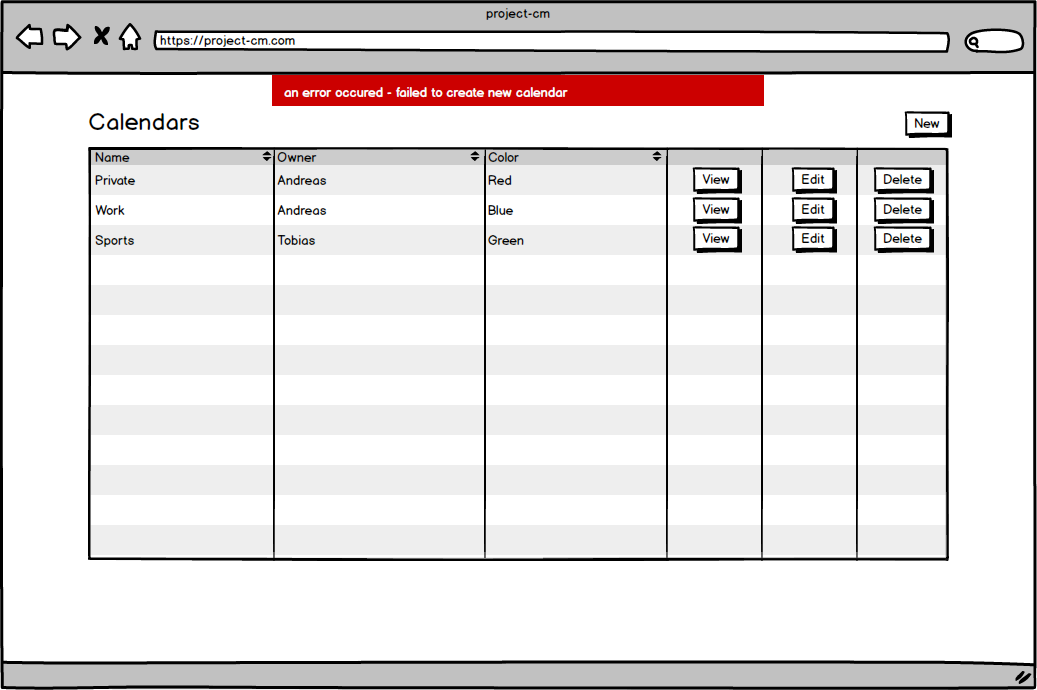 project-cm
https://project-cm.com
an error occured - failed to create new calendar
Calendars
New
Name Owner Color
Private Andreas Red View Edit Delete
Work Andreas Blue View Edit Delete
Sports Tobias Green View Edit Delete